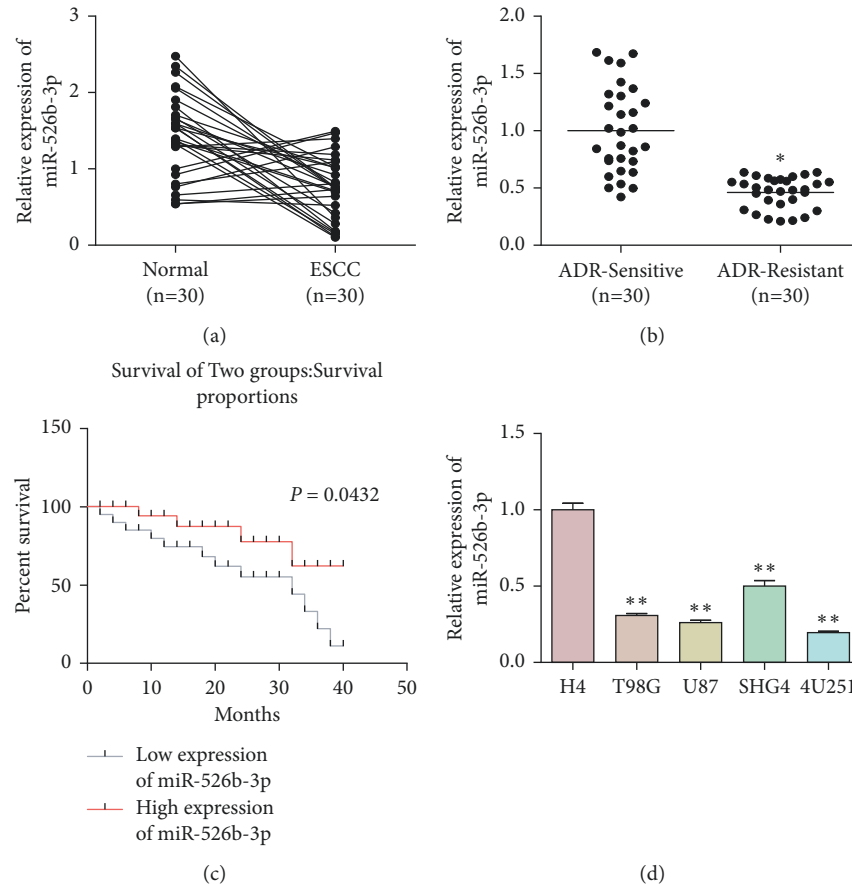 Relative expression of
miR-526b-3p
3
2
1
0
Normal
(n=30)
ESCC
(n=30)
(a)
Relative expression of
miR-526b-3p
2.0
1.5
1.0
0.5
0.0
*
ADR-Sensitive
(n=30)
ADR-Resistant
(n=30)
(b)
Survival of Two groups:Survival
proportions
Percent survival
150
100
50
0
P = 0.0432
0 10 20 30 40 50
Months
Low expression
of miR-526b-3p
High expression
of miR-526b-3p
(c)
Relative expression of
miR-526b-3p
1.5
1.0
0.5
0.0
** ** ** **
H4 T98G U87 SHG4 4U251
(d)